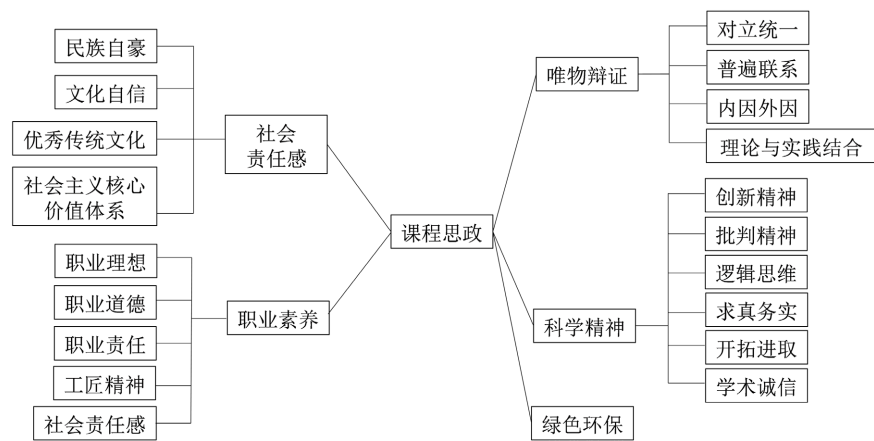 民族自豪
文化自信
优秀传统文化
社会主义核心
价值体系
社会
责任感
职业理想
职业道德
职业责任
工匠精神
社会责任感
职业素养
课程思政
唯物辩证
对立统一
普遍联系
内因外因
理论与实践结合
科学精神
创新精神
批判精神
逻辑思维
求真务实
开拓进取
学术诚信
绿色环保